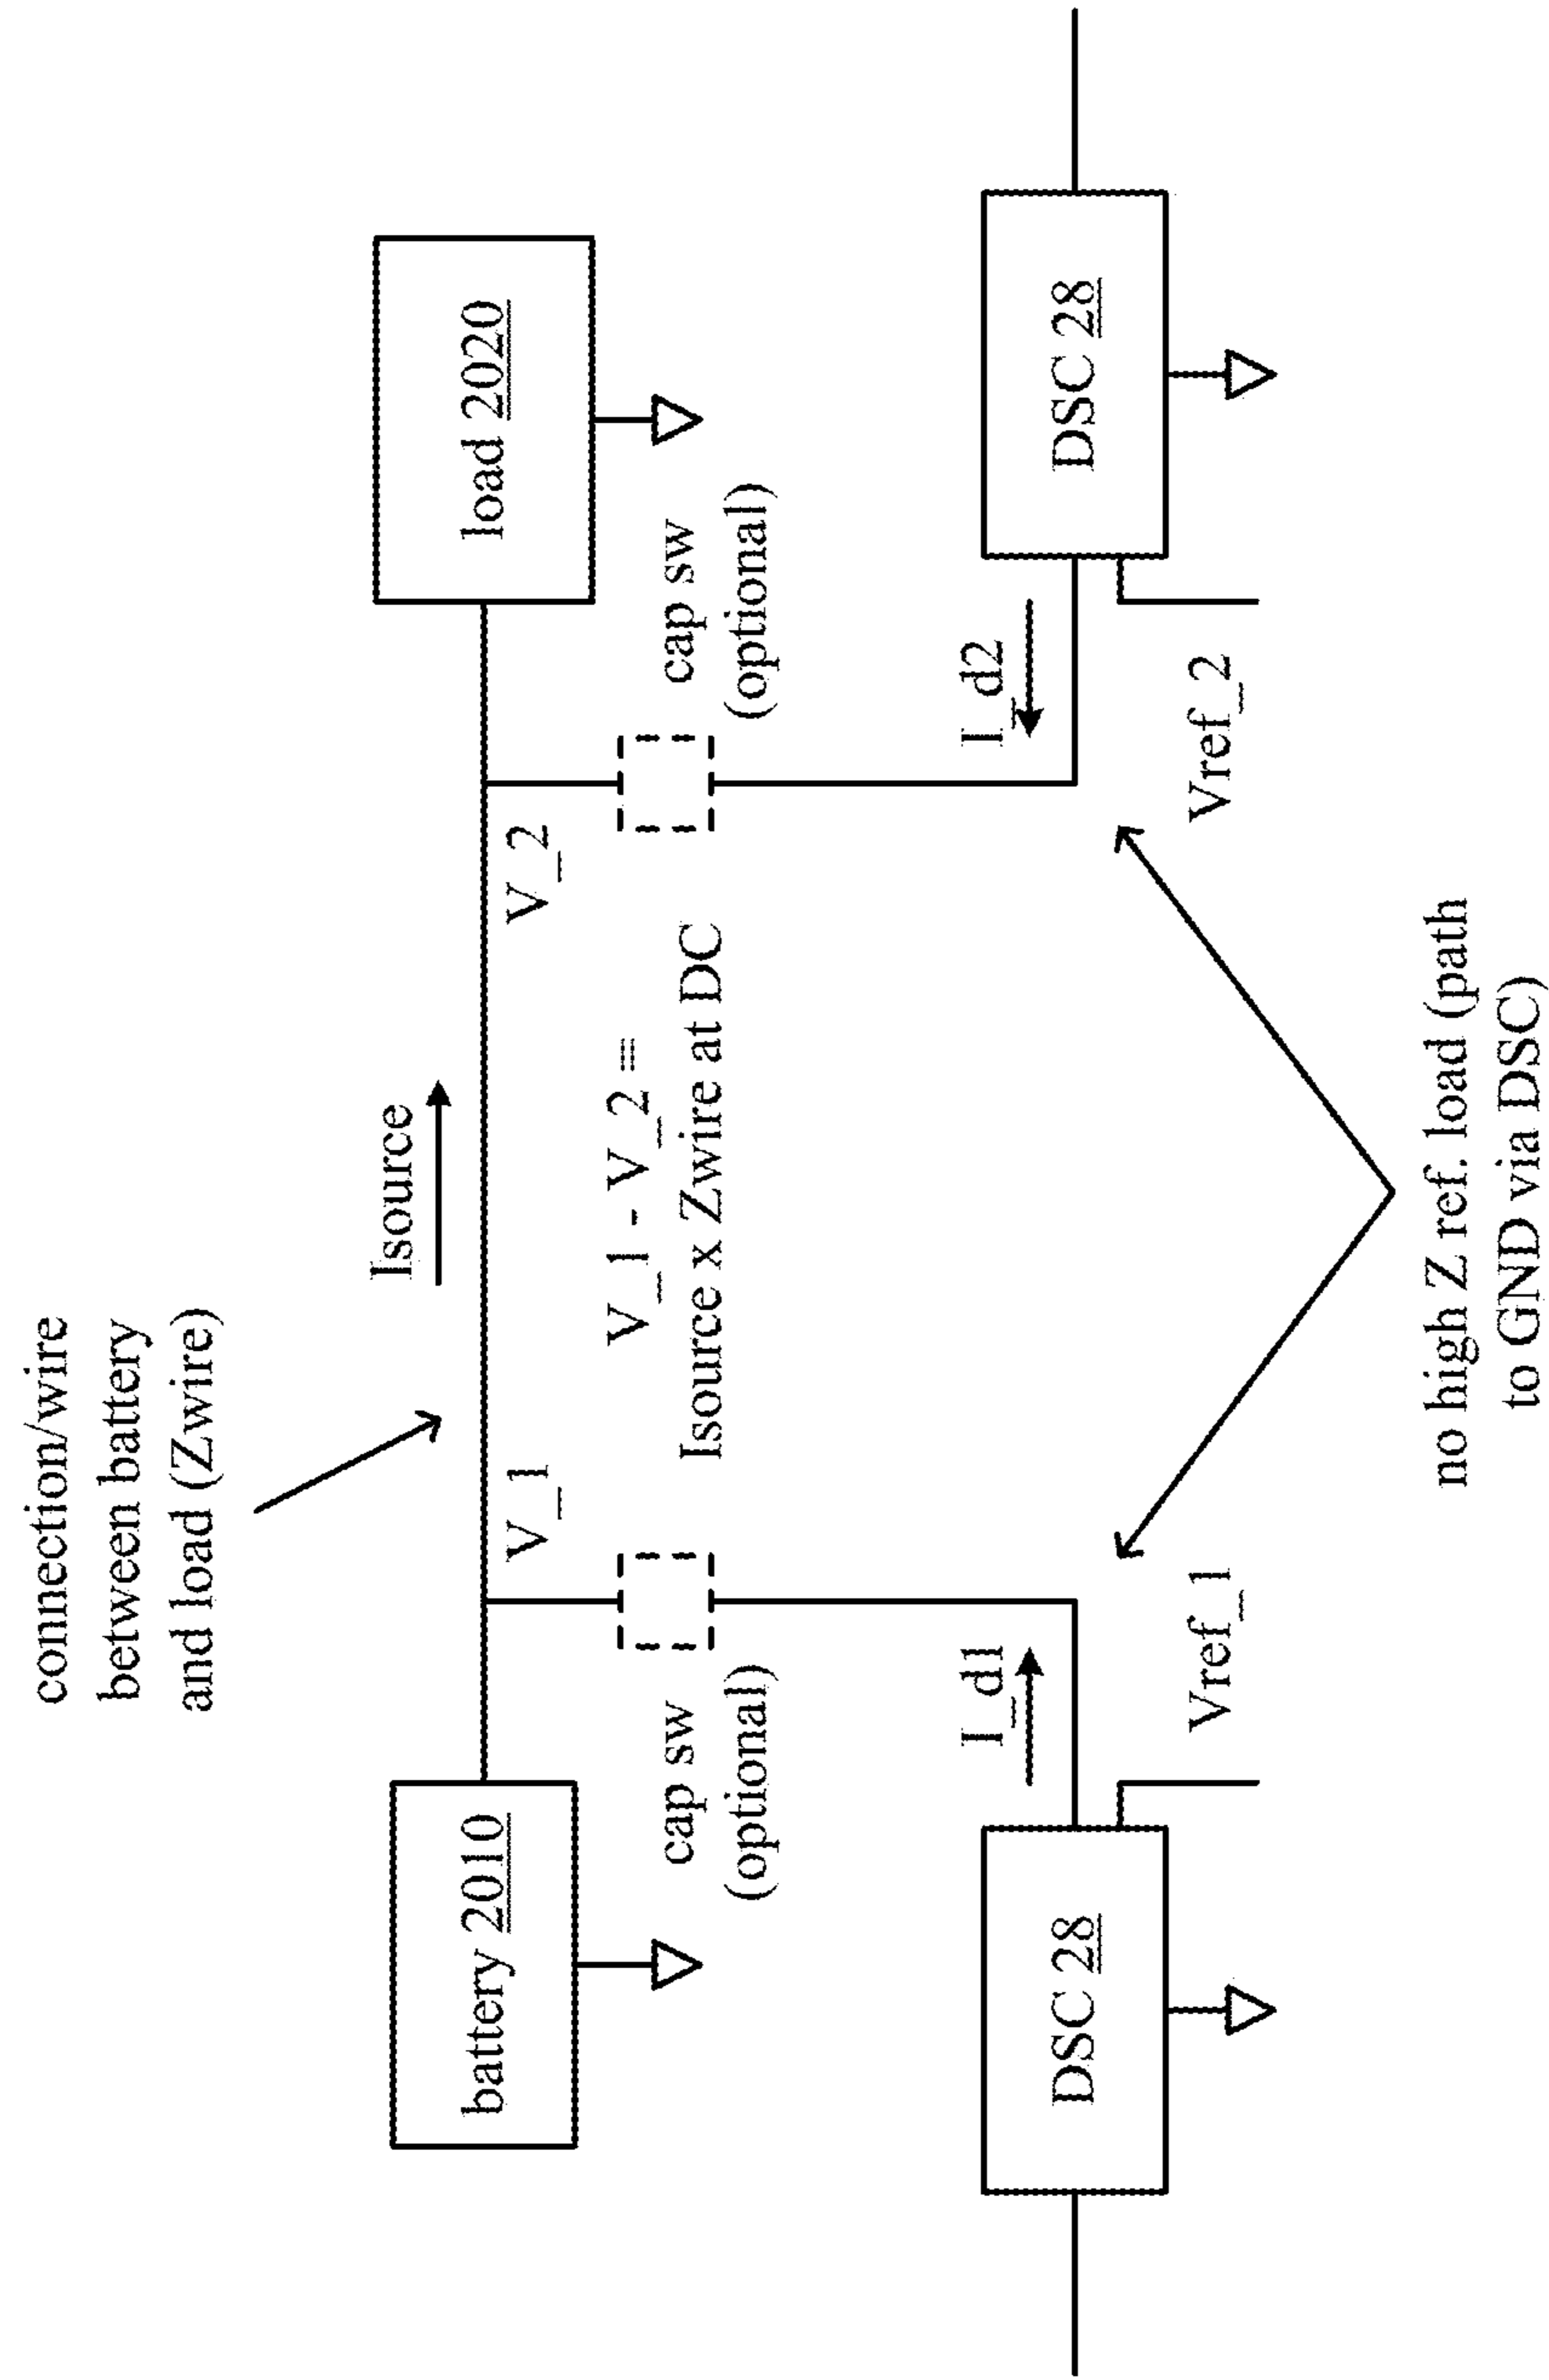 connection/wire
between battery
and load (Zwire)
Isource
battery 2010
load 2020
V_1
V_2
V_1 - V_2 =
Isource x Zwire at DC
cap sw
(optional)
cap sw
(optional)
I_d1
I_d2
DSC 28
DSC 28
Vref_1
Vref_2
no high Z ref. load (path
to GND via DSC)